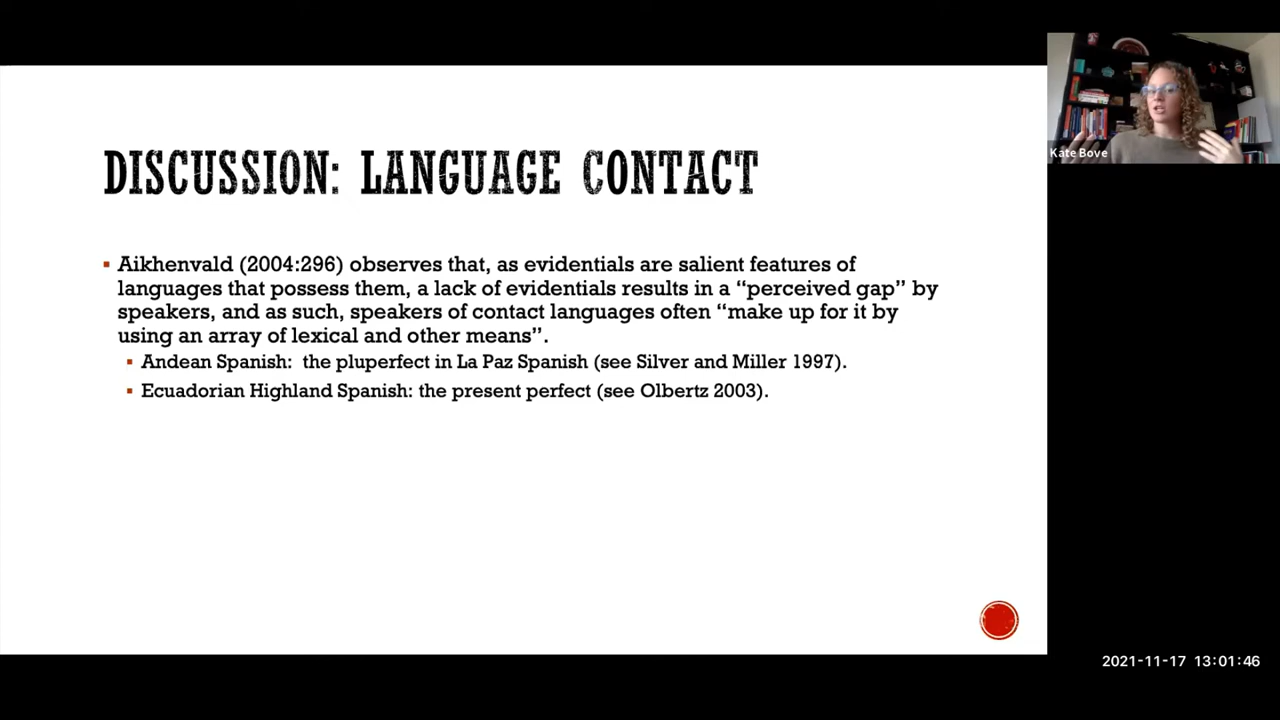 DISCUSSION: LANGUAGE CONTACT
▪ Aikhenvald (2004:296) observes that, as evidentials are salient features of
languages that possess them, a lack of evidentials results in a “perceived gap” by
speakers, and as such, speakers of contact languages often “make up for it by
using an array of lexical and other means”.
▪ Andean Spanish: the pluperfect in La Paz Spanish (see Silver and Miller 1997).
▪ Ecuadorian Highland Spanish: the present perfect (see Olbertz 2003).
Kate Bove
2021-11-17 13:01:46